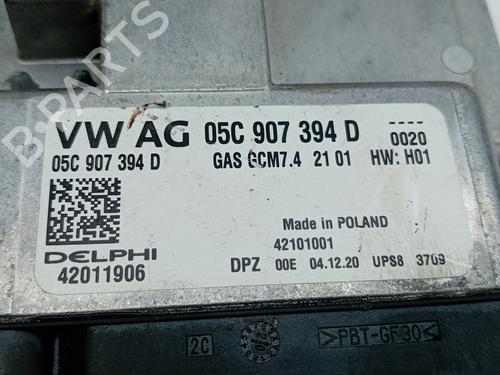 B-PARTS
VW AG 05C 907 394 D
0020
05C 907 394 D GAS GCM7.4 21 01 HW: H01
Made in POLAND
DELPHI 42101001
42011906 DPZ 00E 04.12.20 UPS8 3709
2C
>PBT-GF30<